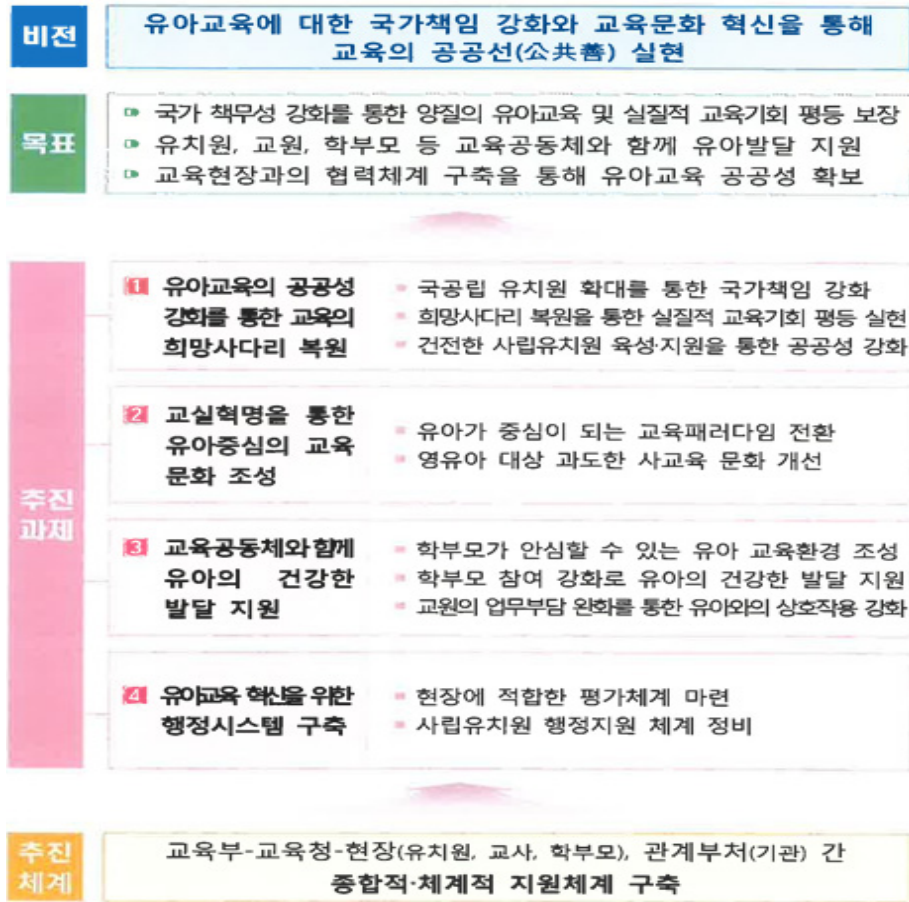 비전
유아교육에 대한 국가책임 강화와 교육문화 혁신을 통해
교육의 공공선(公共善) 실현
목표
국가 책무성 강화를 통한 양질의 유아교육 및 실질적 교육기회 평등 보장
유치원, 교원, 학부모 등 교육공동체와 함께 유아발달 지원
교육현장과의 협력체계 구축을 통해 유아교육 공공성 확보
추진
과제
1 유아교육의 공공성
강화를 통한 교육의
희망사다리 복원
국공립 유치원 확대를 통한 국가책임 강화
희망사다리 복원을 통한 실질적 교육기회 평등 실현
건전한 사립유치원 육성·지원을 통한 공공성 강화
2 교실혁명을 통한
유아중심의 교육
문화 조성
유아가 중심이 되는 교육패러다임 전환
영유아 대상 과도한 사교육 문화 개선
3 교육공동체와 함께
유아의 건강한
발달 지원
학부모가 안심할 수 있는 유아 교육환경 조성
학부모 참여 강화로 유아의 건강한 발달 지원
교원의 업무부담 완화를 통한 유아와의 상호작용 강화
4 유아교육 혁신을 위한
행정시스템 구축
현장에 적합한 평가체계 마련
사립유치원 행정지원 체계 정비
추진
체계
교육부-교육청-현장(유치원, 교사, 학부모), 관계부처(기관) 간
종합적·체계적 지원체계 구축